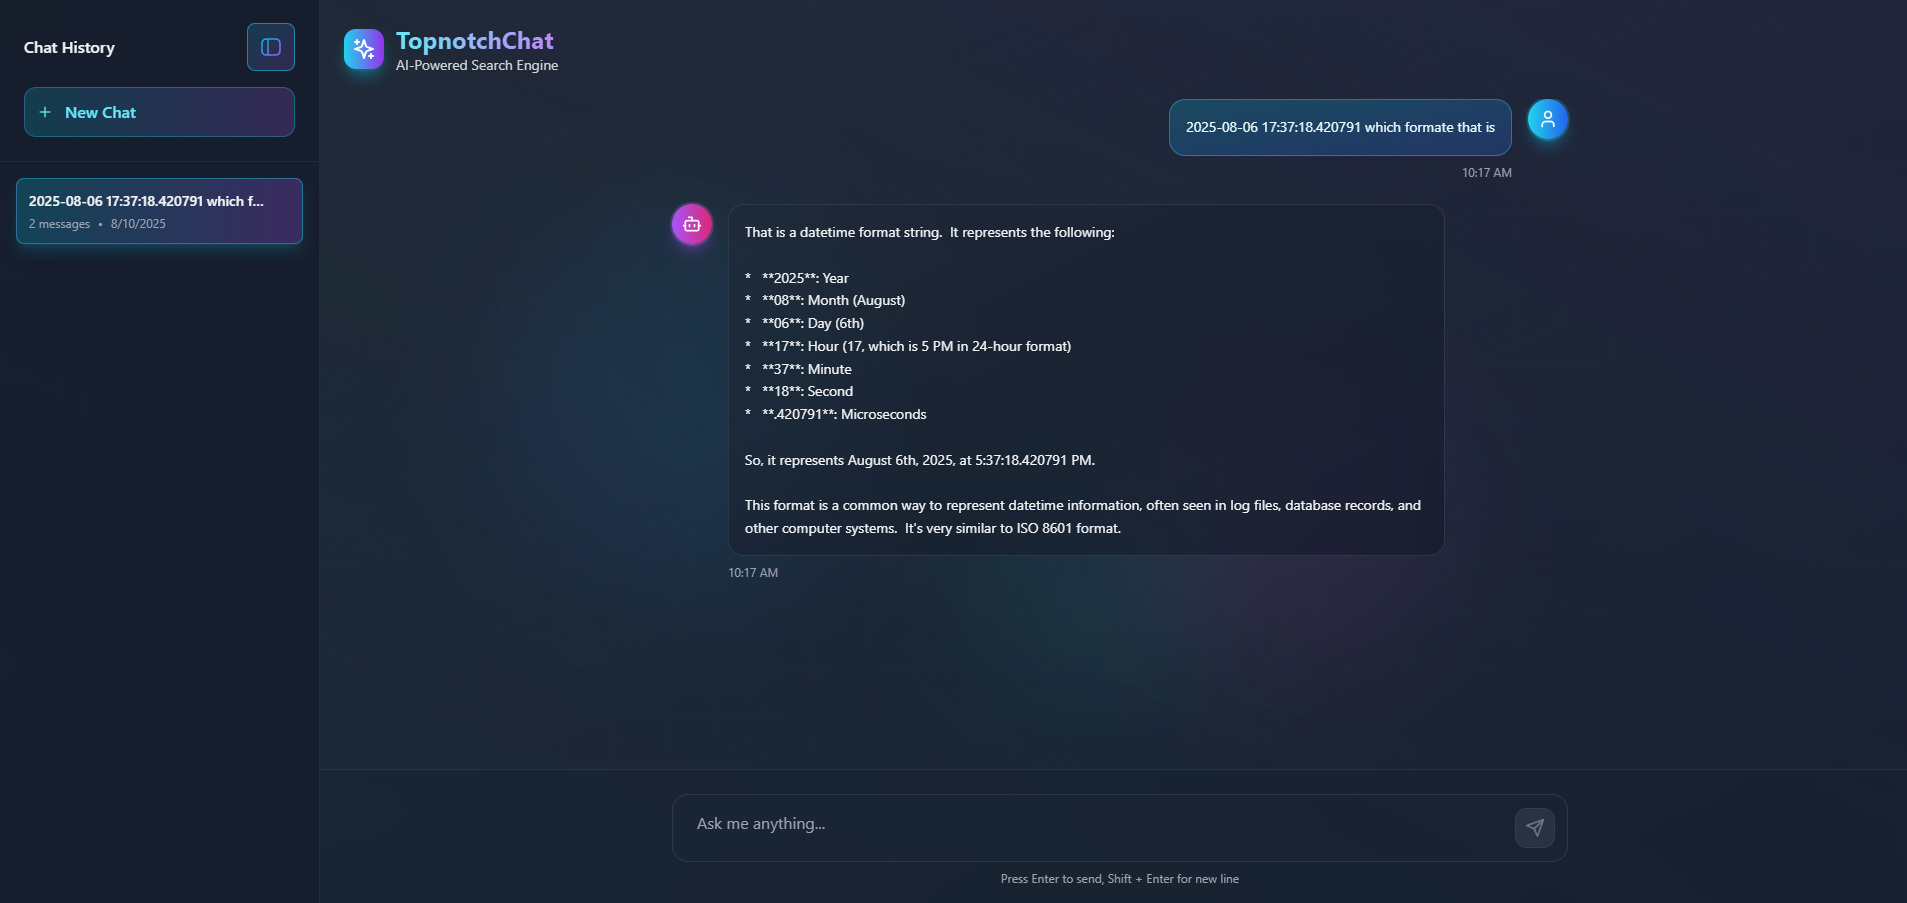 Chat History
+ New Chat
2025-08-06 17:37:18.420791 which f...
2 messages • 8/10/2025
TopnotchChat
AI-Powered Search Engine
2025-08-06 17:37:18.420791 which formate that is
10:17 AM
That is a datetime format string.  It represents the following:
*   **2025**: Year
*   **08**: Month (August)
*   **06**: Day (6th)
*   **17**: Hour (17, which is 5 PM in 24-hour format)
*   **37**: Minute
*   **18**: Second
*   **.420791**: Microseconds
So, it represents August 6th, 2025, at 5:37:18.420791 PM.
This format is a common way to represent datetime information, often seen in log files, database records, and
other computer systems.  It's very similar to ISO 8601 format.
10:17 AM
Ask me anything...
Press Enter to send, Shift + Enter for new line